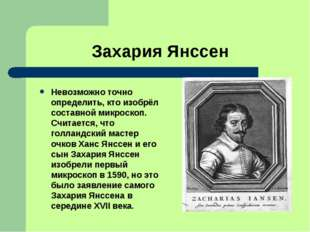 Захария Янссен
Невозможно точно
определить, кто изобрёл
составной микроскоп.
Считается, что
голландский мастер
очков Ханс Янссен и его
сын Захария Янссен
изобрели первый
микроскоп в 1590, но это
было заявление самого
Захария Янссена в
середине XVII века.
ZACHARIAS IANSEN,